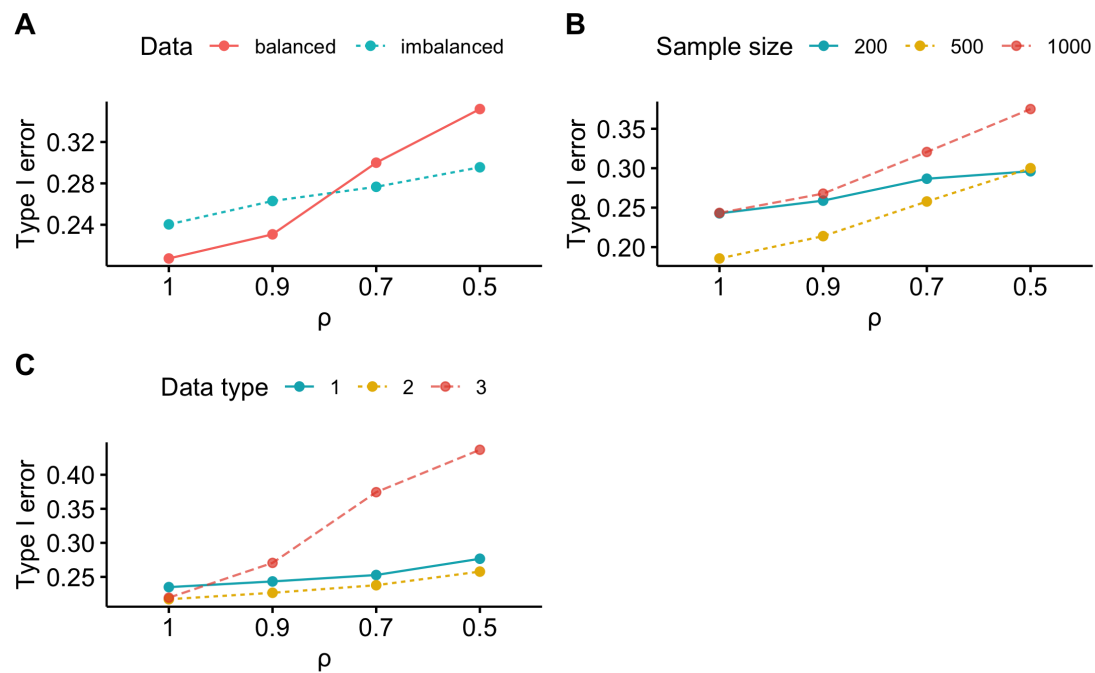 A
Data balanced imbalanced
Type I error
0.32
0.28
0.24
1 0.9 0.7 0.5
ρ
B
Sample size 200 500 1000
Type I error
0.35
0.30
0.25
0.20
1 0.9 0.7 0.5
ρ
C
Data type 1 2 3
Type I error
0.40
0.35
0.30
0.25
1 0.9 0.7 0.5
ρ